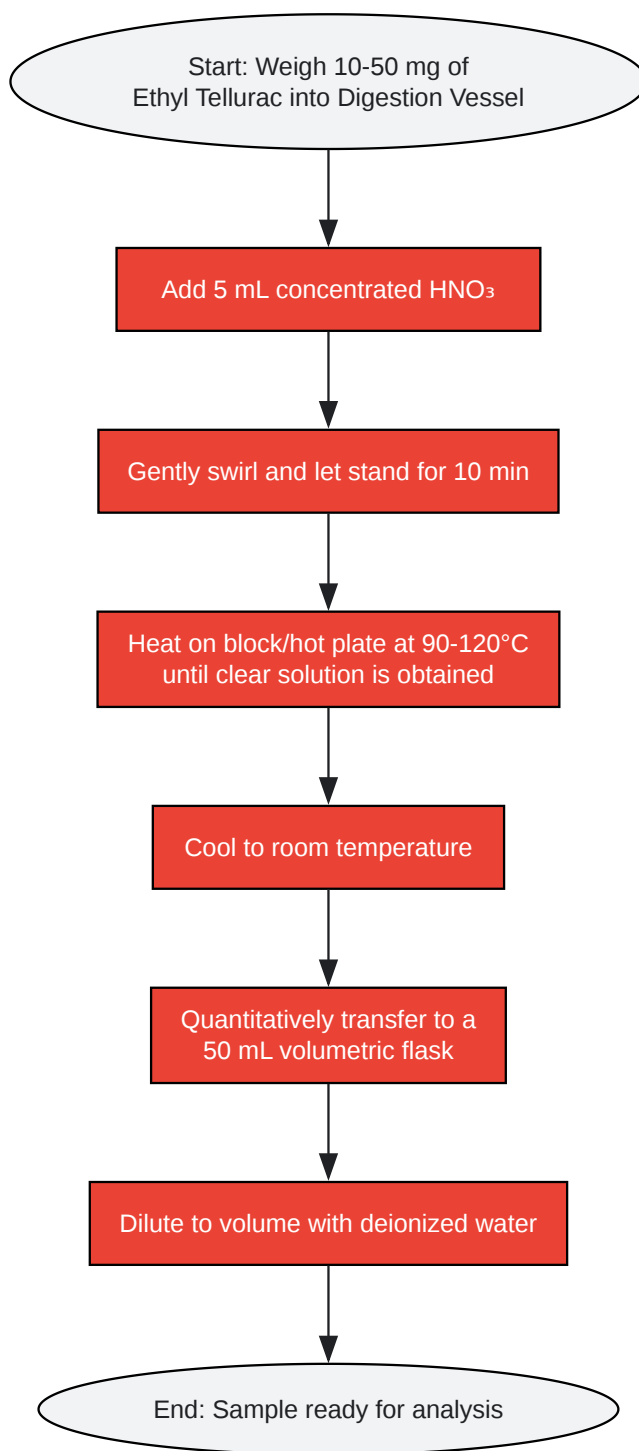 Start: Weigh 10-50 mg of
Ethyl Tellurac into Digestion Vessel
Add 5 mL concentrated HNO₃
Gently swirl and let stand for 10 min
Heat on block/hot plate at 90-120°C
until clear solution is obtained
Cool to room temperature
Quantitatively transfer to a
50 mL volumetric flask
Dilute to volume with deionized water
End: Sample ready for analysis